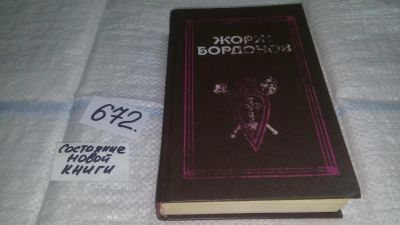 ЖОРЖ
БОРДОНОВ
672.
Состояние
новой
книги